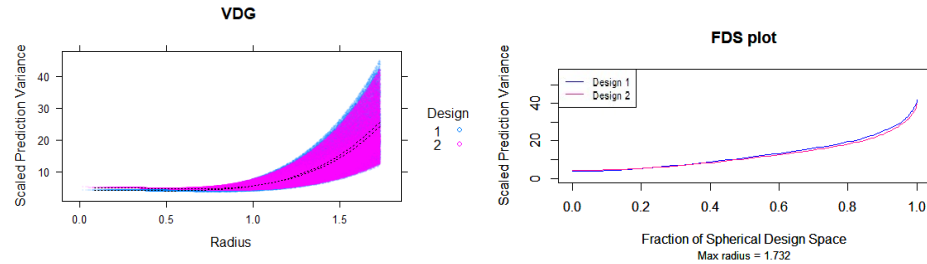 VDG
Scaled Prediction Variance
40
30
20
10
0.0 0.5 1.0 1.5
Radius
Design
1
2
FDS plot
Scaled Prediction Variance
Design 1
Design 2
40
20
0
0.0 0.2 0.4 0.6 0.8 1.0
Fraction of Spherical Design Space
Max radius = 1.732